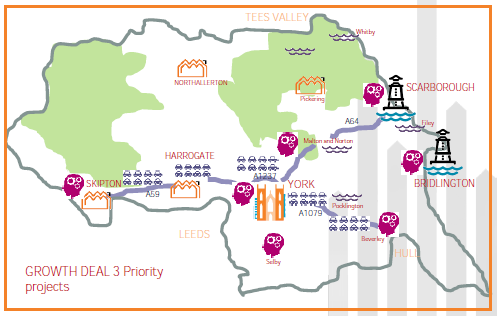 TEES VALLEY
Whitby
NORTHALLERTON
Pickering
SCARBOROUGH
A64
Filey
Malton and Norton
HARROGATE
A1237
BRIDLINGTON
SKIPTON
A59
YORK
Pocklington
A1079
LEEDS
Beverley
HULL
Selby
GROWTH DEAL 3 Priority
projects